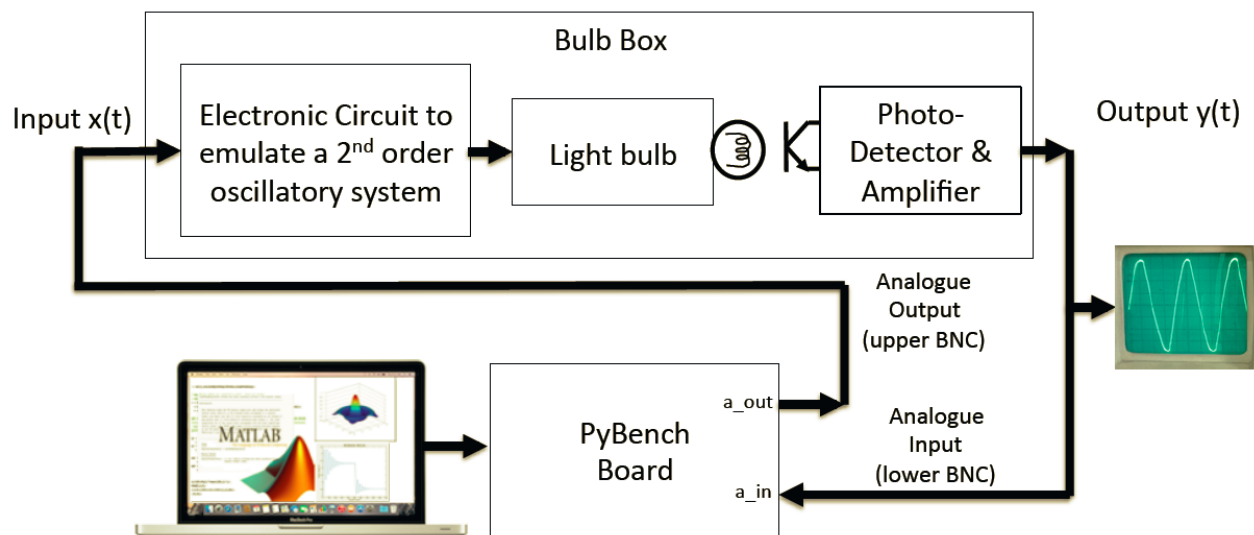 Bulb Box
Input x(t)
Electronic Circuit to
emulate a 2nd order
oscillatory system
Light bulb
Photo-
Detector &
Amplifier
Output y(t)
Analogue
Output
(upper BNC)
MATLAB
PyBench
Board
a_out
a_in
Analogue
Input
(lower BNC)